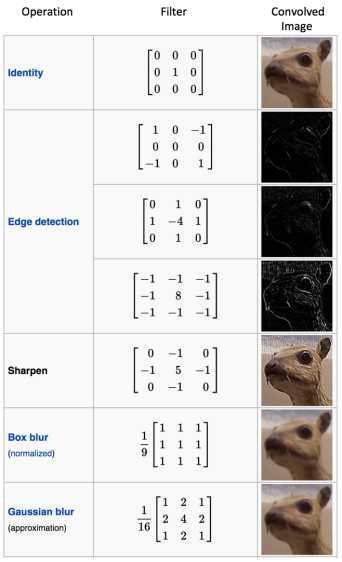 Operation Filter Convolved
Image
Identity
0 0 0
0 1 0
0 0 0
1 0 −1
0 0 0
−1 0 1
Edge detection
0 1 0
1 −4 1
0 1 0
−1 −1 −1
−1 8 −1
−1 −1 −1
Sharpen
0 −1 0
−1 5 −1
0 −1 0
Box blur
(normalized)
1
9
1 1 1
1 1 1
1 1 1
Gaussian blur
(approximation)
1
16
1 2 1
2 4 2
1 2 1